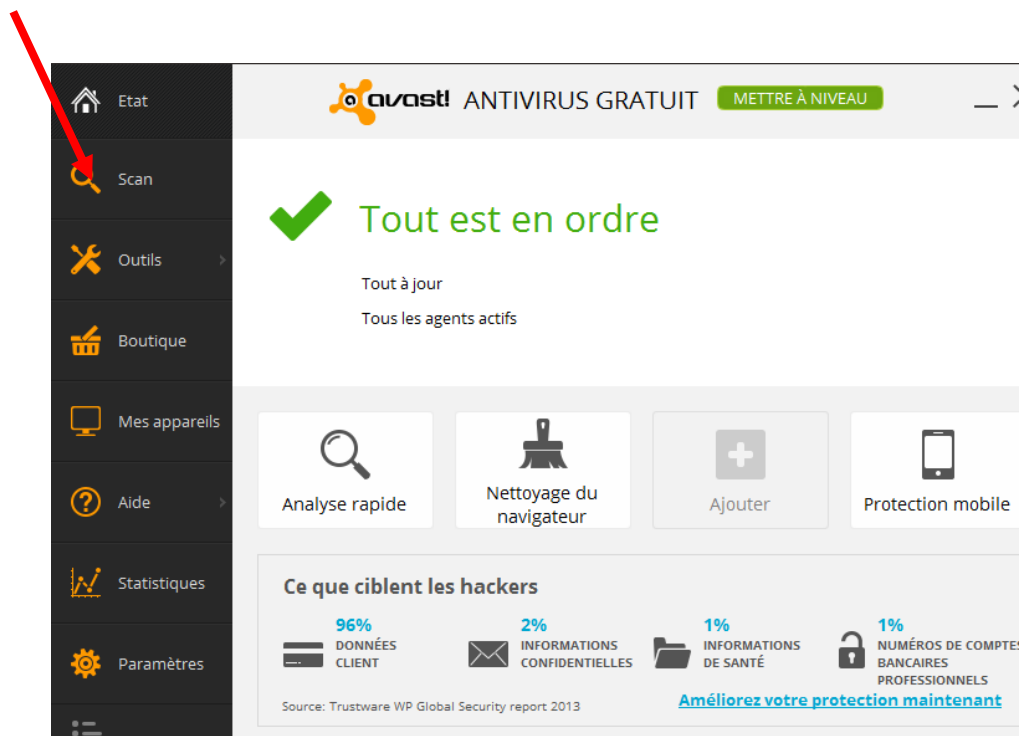 Etat
Scan
Outils
Boutique
Mes appareils
Aide
Statistiques
Paramètres
avast! ANTIVIRUS GRATUIT METTRE À NIVEAU
Tout est en ordre
Tout à jour
Tous les agents actifs
Analyse rapide
Nettoyage du
navigateur
Ajouter
Protection mobile
Ce que ciblent les hackers
96%
DONNÉES
CLIENT
2%
INFORMATIONS
CONFIDENTIELLES
1%
INFORMATIONS
DE SANTÉ
1%
NUMÉROS DE COMPTES
BANCAIRES
PROFESSIONNELS
Source: Trustware WP Global Security report 2013
Améliorez votre protection maintenant